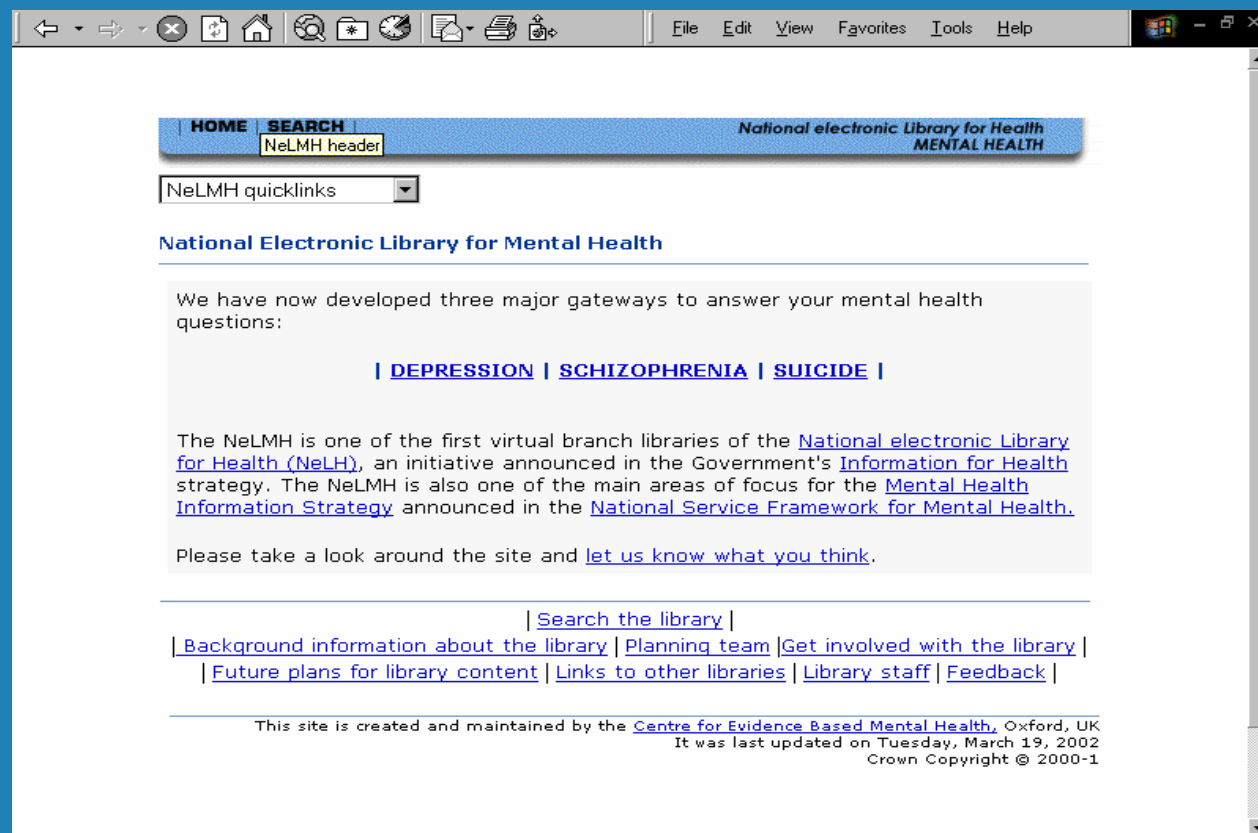 File Edit View Favorites Tools Help
| HOME | SEARCH |
National electronic Library for Health
MENTAL HEALTH
NeLMH header
NeLMH quicklinks
National Electronic Library for Mental Health
We have now developed three major gateways to answer your mental health
questions:
| DEPRESSION | SCHIZOPHRENIA | SUICIDE |
The NeLMH is one of the first virtual branch libraries of the National electronic Library
for Health (NeLH), an initiative announced in the Government's Information for Health
strategy. The NeLMH is also one of the main areas of focus for the Mental Health
Information Strategy announced in the National Service Framework for Mental Health.
Please take a look around the site and let us know what you think.
| Search the library |
| Background information about the library | Planning team |Get involved with the library |
| Future plans for library content | Links to other libraries | Library staff | Feedback |
This site is created and maintained by the Centre for Evidence Based Mental Health, Oxford, UK
It was last updated on Tuesday, March 19, 2002
Crown Copyright © 2000-1